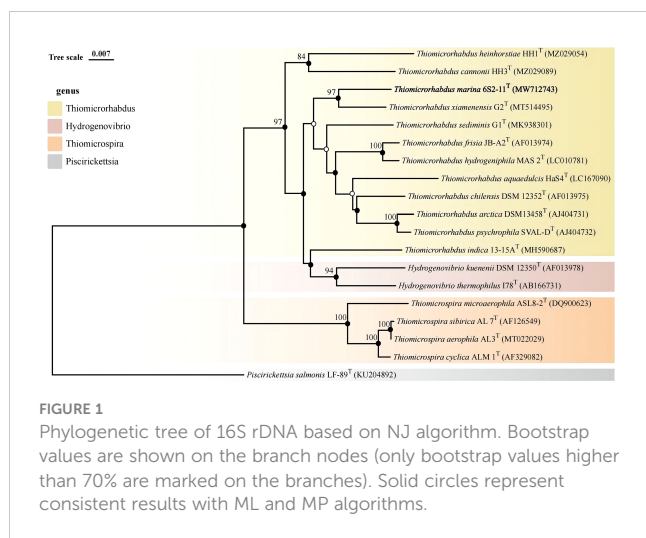 Tree scale 0.007
genus
Thiomicrorhabdus
Hydrogenovibrio
Thiomicrospira
Piscirickettsia
84
Thiomicrorhabdus heinhorstiae HH1T (MZ029054)
Thiomicrorhabdus cannonii HH3T (MZ029089)
97
97
Thiomicrorhabdus marina 6S2-11T (MW712743)
Thiomicrorhabdus xiamenensis G2T (MT514495)
Thiomicrorhabdus sediminis G1T (MK938301)
100
Thiomicrorhabdus frisia JB-A2T (AF013974)
Thiomicrorhabdus hydrogeniphila MAS 2T (LC010781)
Thiomicrorhabdus aquaedulcis HaS4T (LC167090)
Thiomicrorhabdus chilensis DSM 12352T (AF013975)
100
Thiomicrorhabdus arctica DSM13458T (AJ404731)
Thiomicrorhabdus psychrophila SVAL-DT (AJ404732)
Thiomicrorhabdus indica 13-15AT (MH590687)
94
Hydrogenovibrio kuenenii DSM 12350T (AF013978)
Hydrogenovibrio thermophilus I78T (AB166731)
100
Thiomicrospira microaerophila ASL8-2T (DQ900623)
100
Thiomicrospira sibirica AL 7T (AF126549)
100
Thiomicrospira aerophila AL3T (MT022029)
Thiomicrospira cyclica ALM 1T (AF329082)
Piscirickettsia salmonis LF-89T (KU204892)
FIGURE 1
Phylogenetic tree of 16S rDNA based on NJ algorithm. Bootstrap
values are shown on the branch nodes (only bootstrap values higher
than 70% are marked on the branches). Solid circles represent
consistent results with ML and MP algorithms.